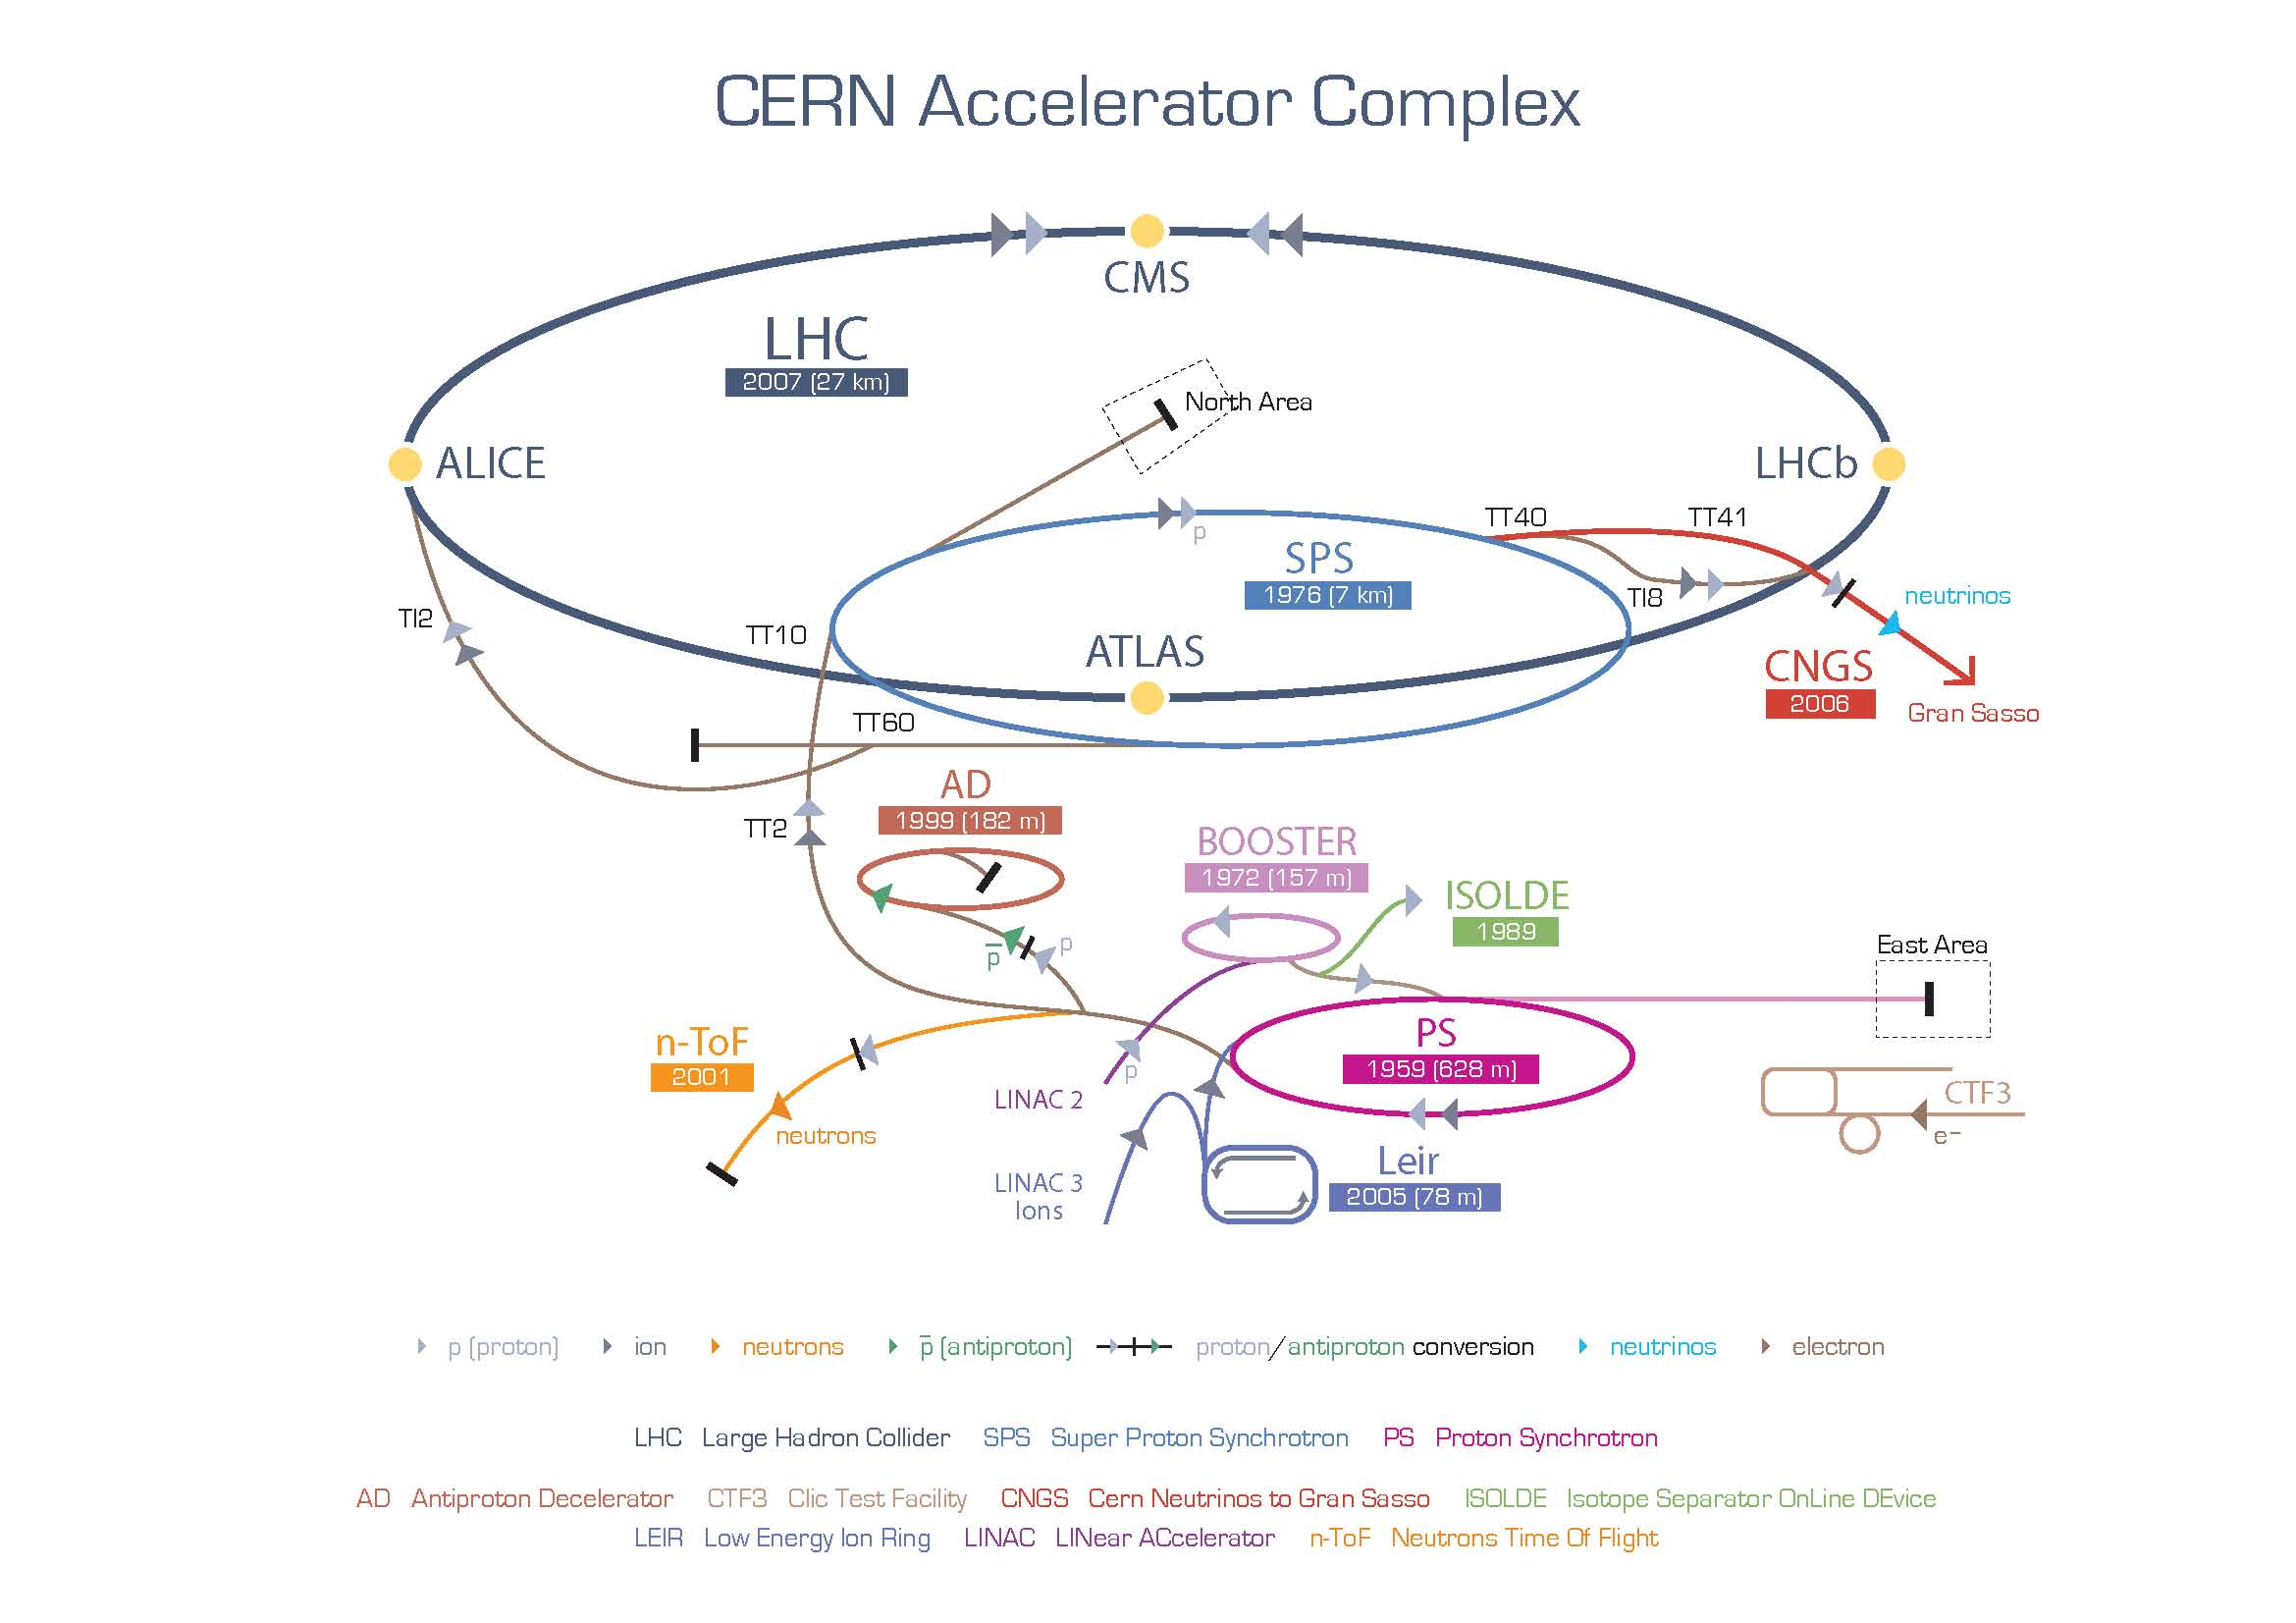 CERN Accelerator Complex
CMS
LHC
2007 (27 km)
North Area
ALICE
LHCb
TT40
TT41
p
SPS
1976 (7 km)
TI8
neutrinos
TI2
TT10
ATLAS
CNGS
2006
Gran Sasso
TT60
AD
1999 (182 m)
TT2
BOOSTER
1972 (157 m)
ISOLDE
1989
p
p̅
East Area
n-ToF
2001
PS
1959 (628 m)
p
LINAC 2
CTF3
neutrons
e–
Leir
2005 (78 m)
LINAC 3
Ions
p (proton) ion neutrons p̅ (antiproton) proton/antiproton conversion neutrinos electron
LHC Large Hadron Collider SPS Super Proton Synchrotron PS Proton Synchrotron
AD Antiproton Decelerator CTF3 Clic Test Facility CNGS Cern Neutrinos to Gran Sasso ISOLDE Isotope Separator OnLine DEvice
LEIR Low Energy Ion Ring LINAC LINear ACcelerator n-ToF Neutrons Time Of Flight